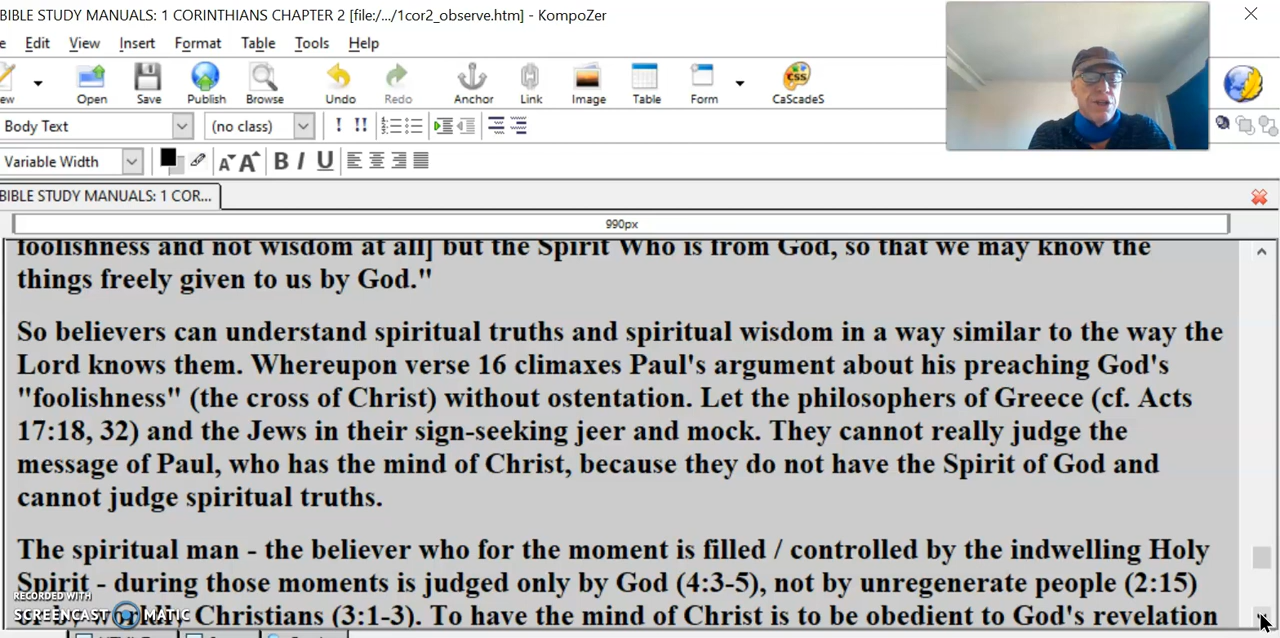 BIBLE STUDY MANUALS: 1 CORINTHIANS CHAPTER 2 [file:/.../1cor2_observe.htm] - KompoZer
e Edit View Insert Format Table Tools Help
ew Open Save Publish Browse Undo Redo Anchor Link Image Table Form CaScadeS
Body Text (no class) ! !!
Variable Width A A B I U
BIBLE STUDY MANUALS: 1 COR...
990px
foolishness and not wisdom at all] but the Spirit Who is from God, so that we may know the
things freely given to us by God."
So believers can understand spiritual truths and spiritual wisdom in a way similar to the way the
Lord knows them. Whereupon verse 16 climaxes Paul's argument about his preaching God's
"foolishness" (the cross of Christ) without ostentation. Let the philosophers of Greece (cf. Acts
17:18, 32) and the Jews in their sign-seeking jeer and mock. They cannot really judge the
message of Paul, who has the mind of Christ, because they do not have the Spirit of God and
cannot judge spiritual truths.
The spiritual man - the believer who for the moment is filled / controlled by the indwelling Holy
Spirit - during those moments is judged only by God (4:3-5), not by unregenerate people (2:15)
Christians (3:1-3). To have the mind of Christ is to be obedient to God's revelation
RECORDED WITH
SCREENCAST MATIC